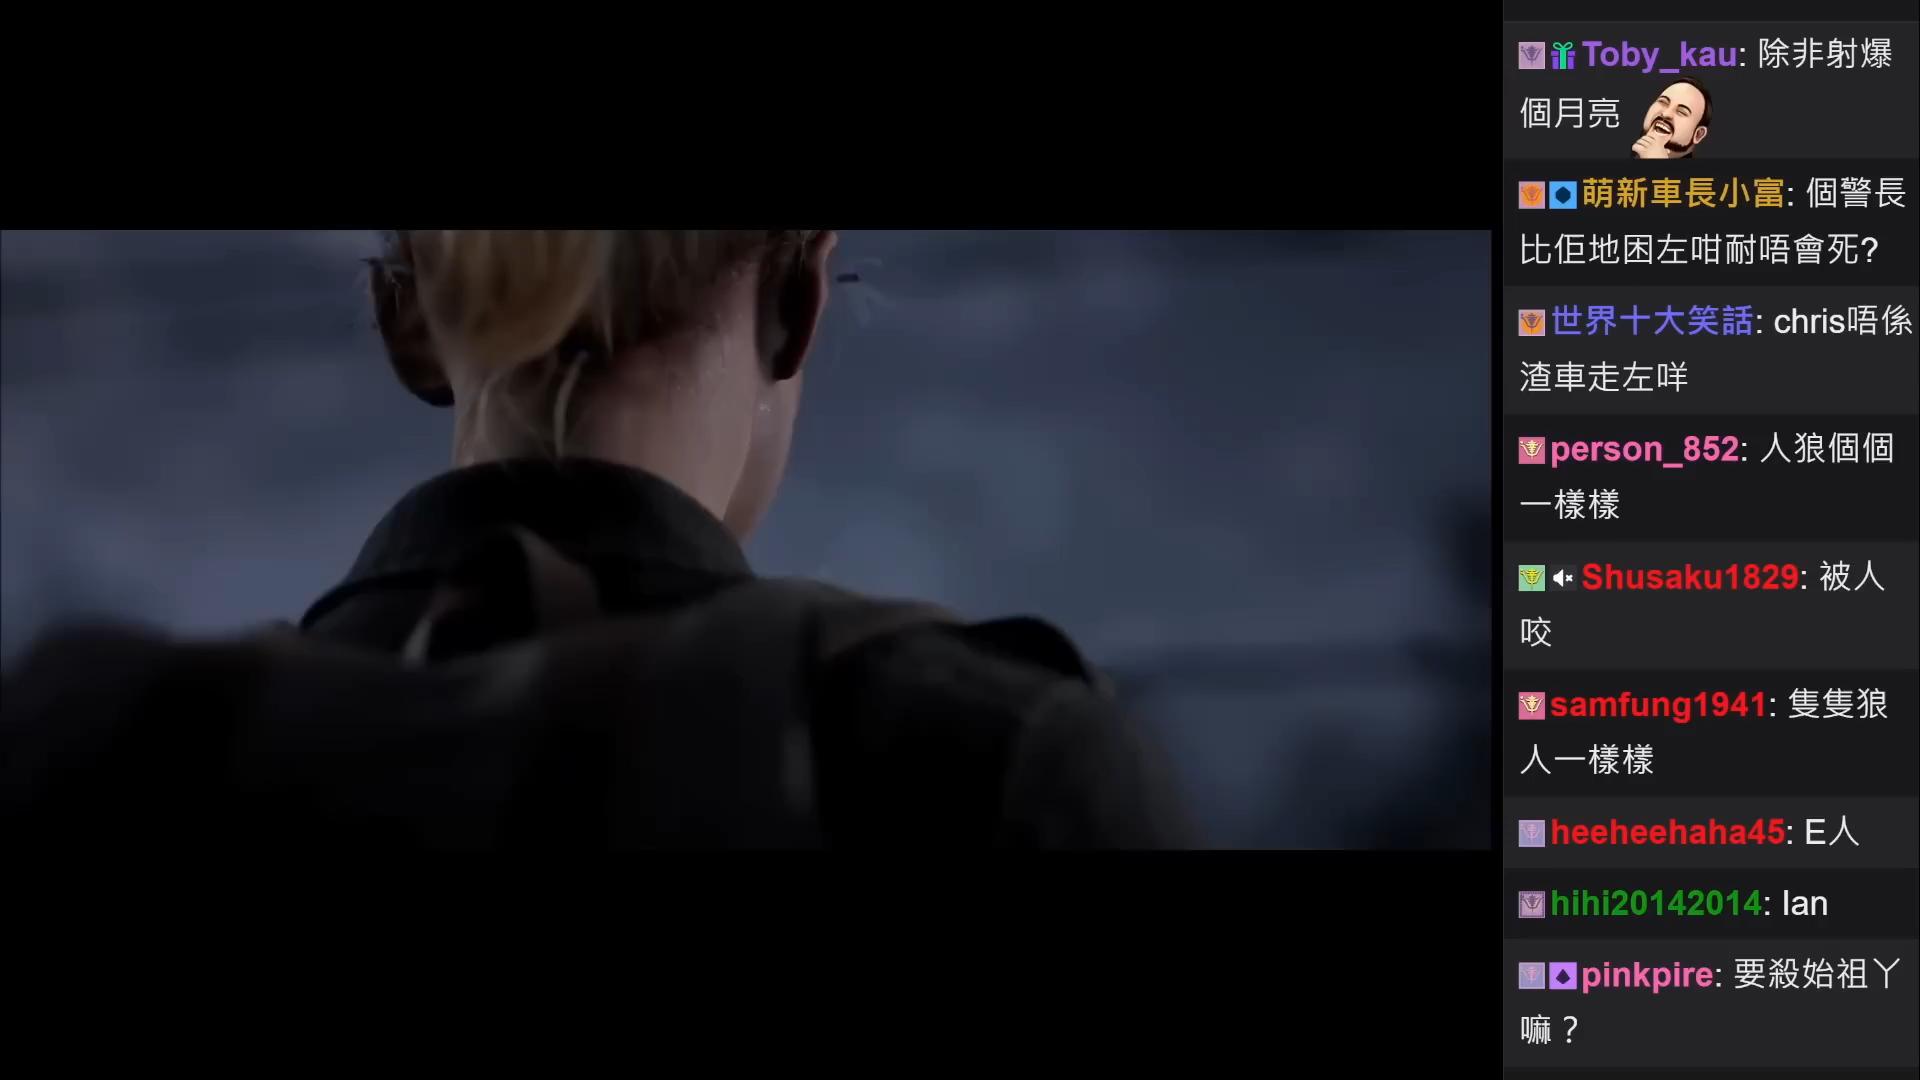 Toby_kau: 除非射爆
個月亮
萌新車長小富: 個警長
比佢地困左咁耐唔會死?
世界十大笑話: chris唔係
渣車走左咩
person_852: 人狼個個
一樣樣
Shusaku1829: 被人
咬
samfung1941: 隻隻狼
人一樣樣
heeheehaha45: E人
hihi20142014: Ian
pinkpire: 要殺始祖丫
嘛？